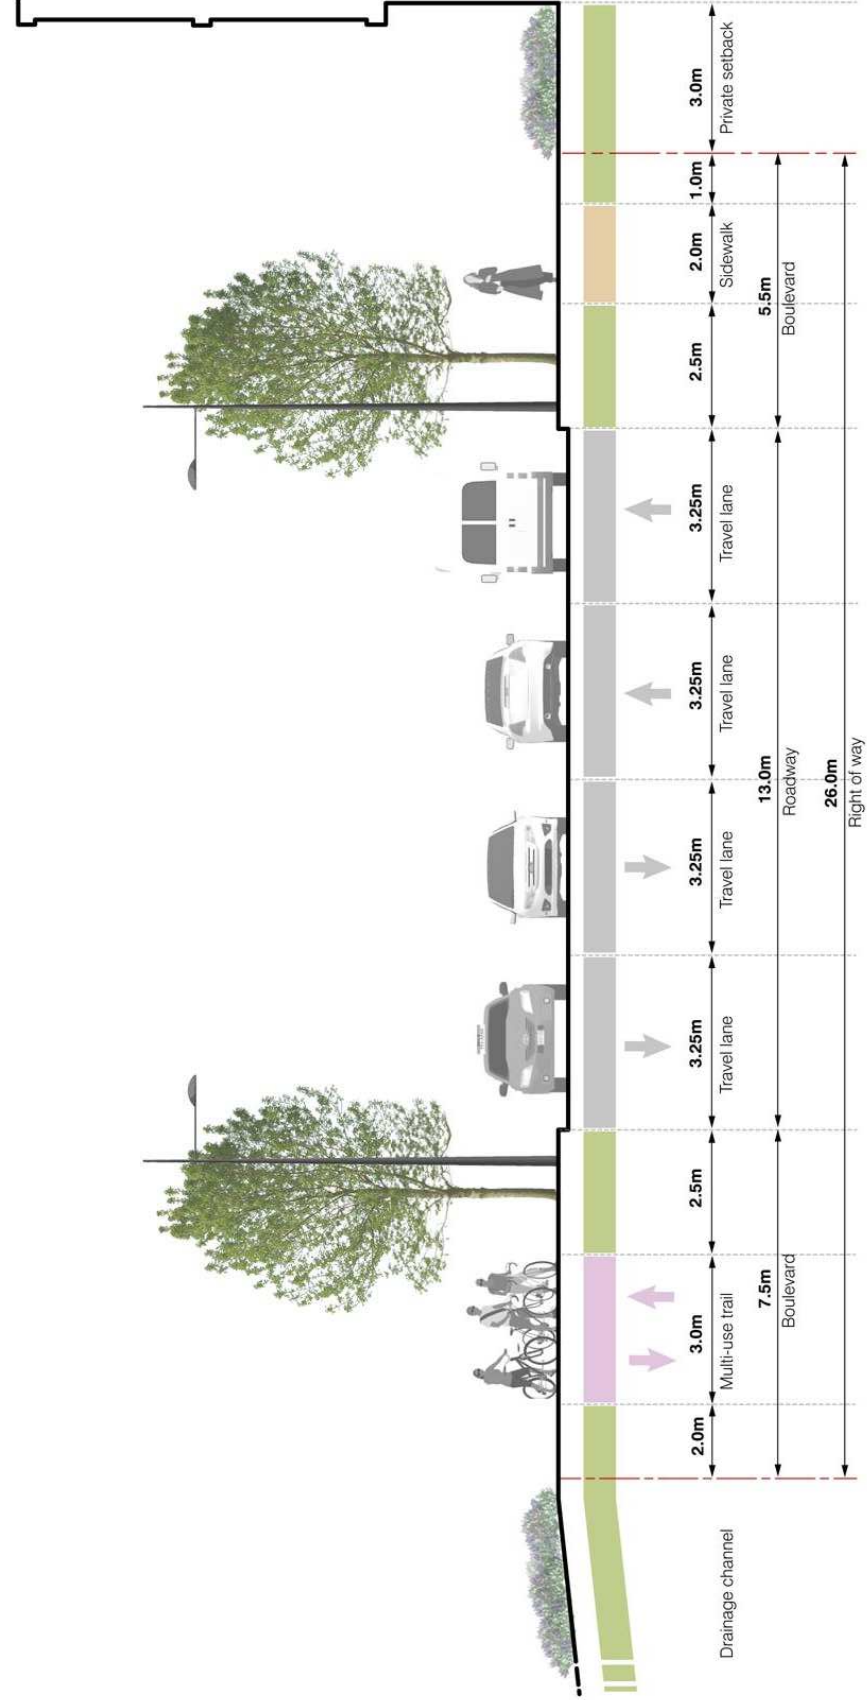 Drainage channel
2.0m
3.0m
Multi-use trail
2.5m
3.25m
Travel lane
3.25m
Travel lane
3.25m
Travel lane
3.25m
Travel lane
2.5m
2.0m
Sidewalk
1.0m
3.0m
Private setback
7.5m
Boulevard
13.0m
Roadway
5.5m
Boulevard
26.0m
Right of way